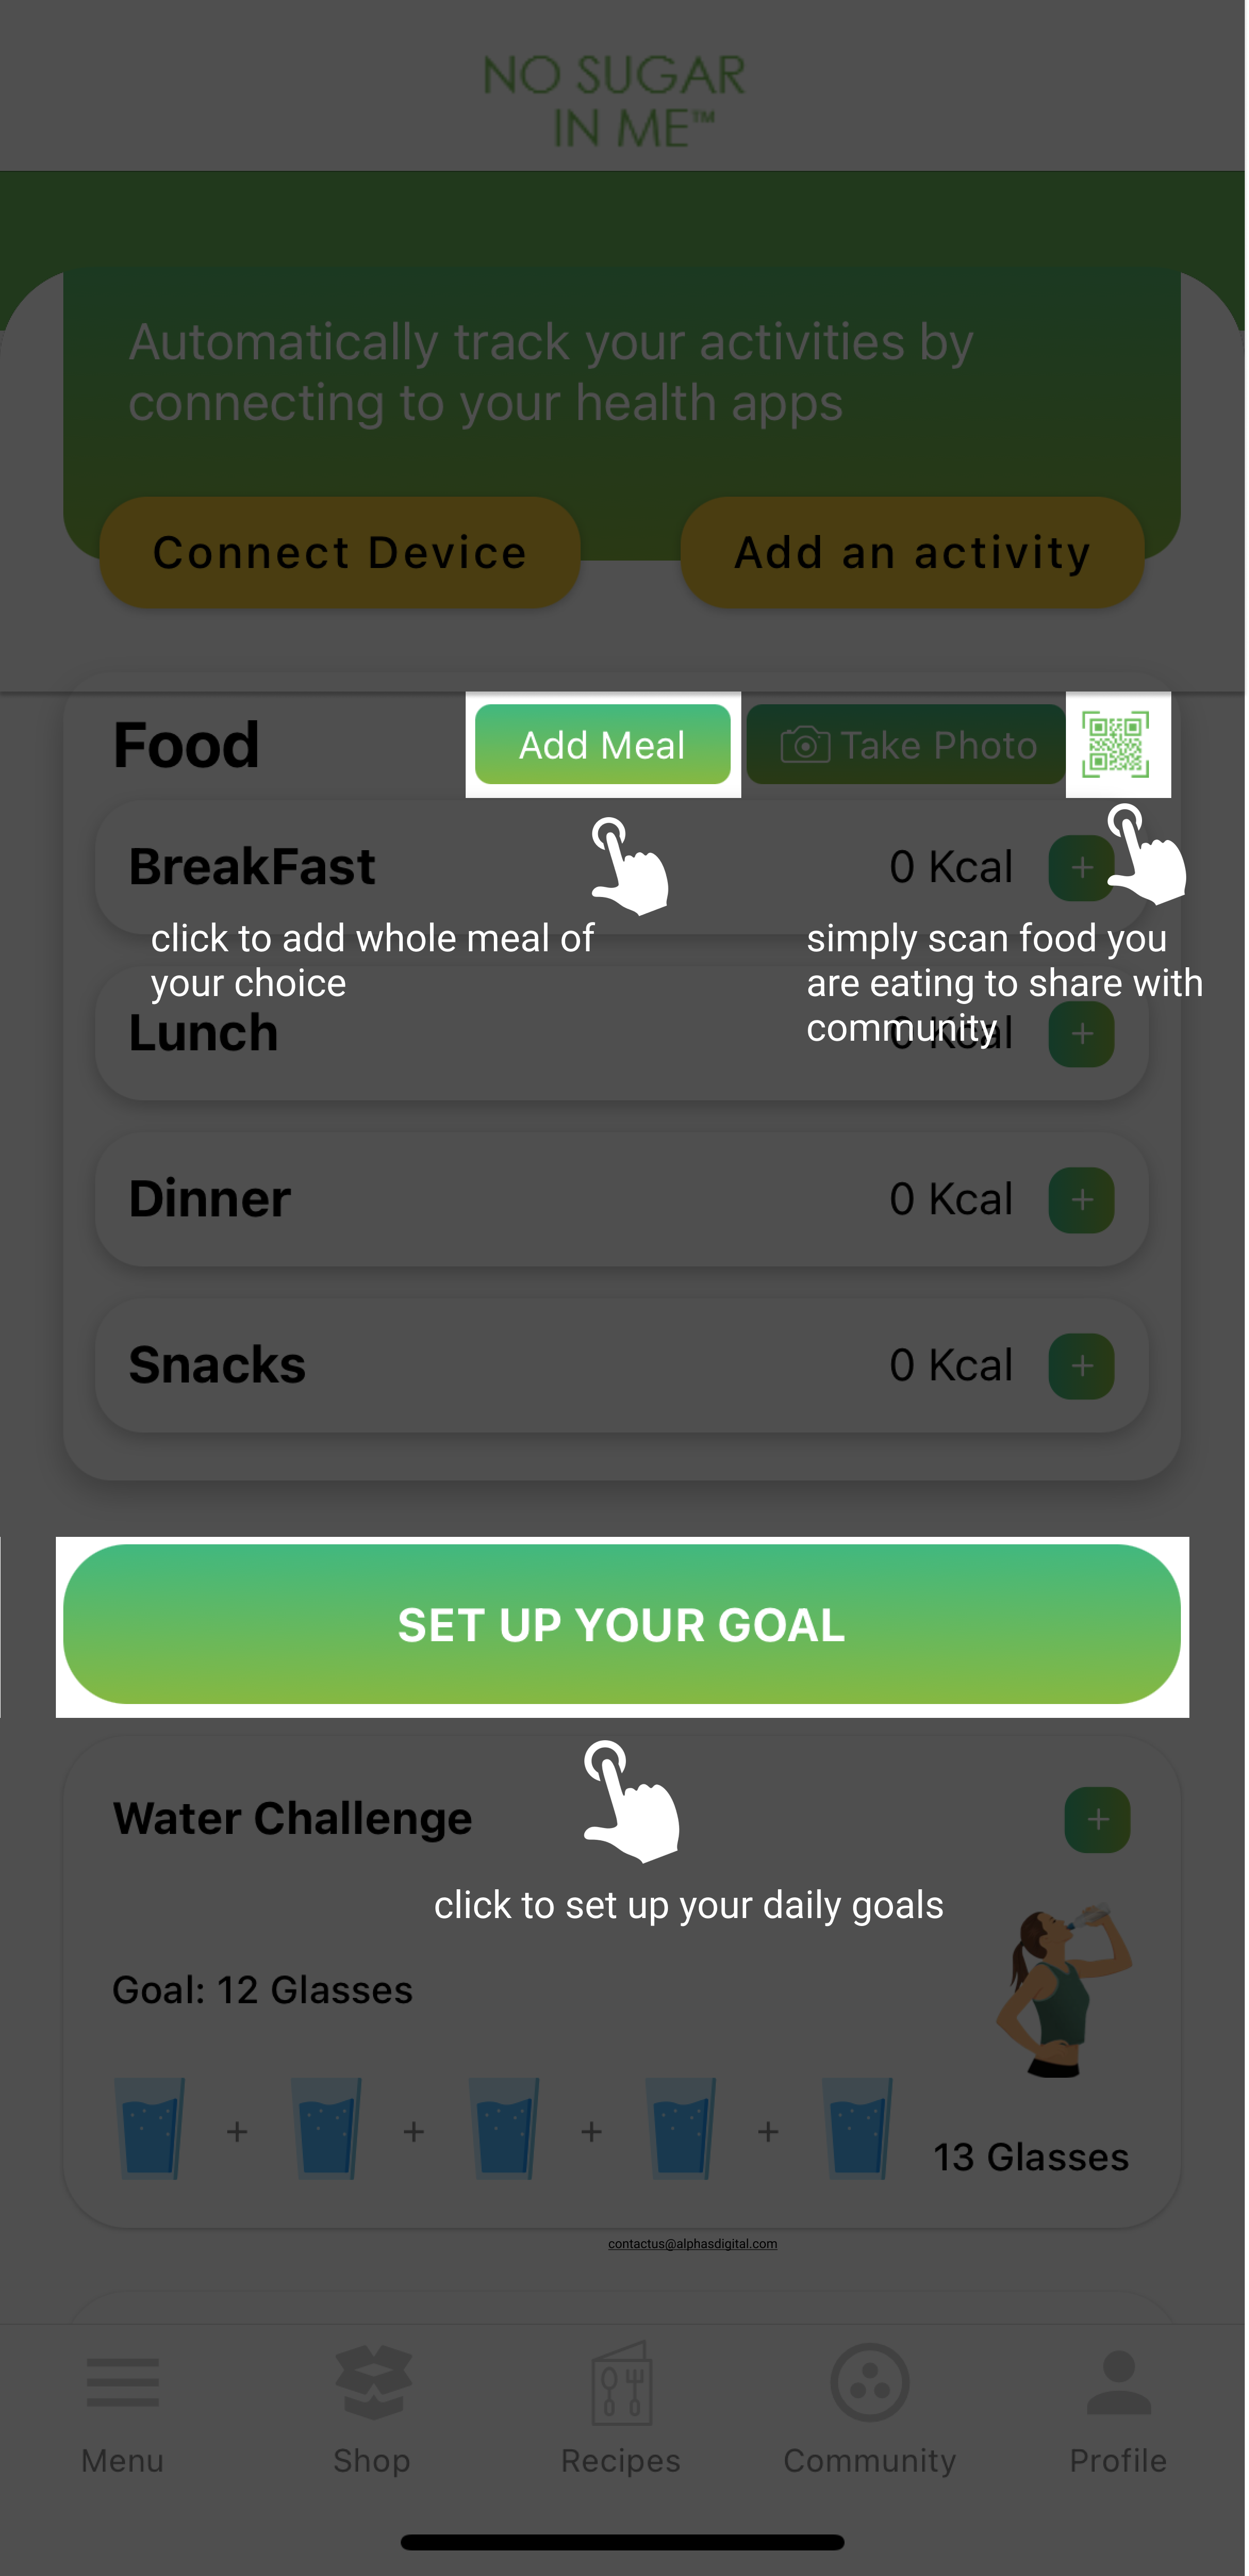 NO SUGAR
IN ME™
Automatically track your activities by
connecting to your health apps
Connect Device
Add an activity
Food
Add Meal
Take Photo
BreakFast
0 Kcal
+
click to add whole meal of
your choice
simply scan food you
are eating to share with
community
Lunch
0 Kcal
+
Dinner
0 Kcal
+
Snacks
0 Kcal
+
SET UP YOUR GOAL
Water Challenge
+
click to set up your daily goals
Goal: 12 Glasses
+ + + +
13 Glasses
contactus@alphasdigital.com
Menu
Shop
Recipes
Community
Profile